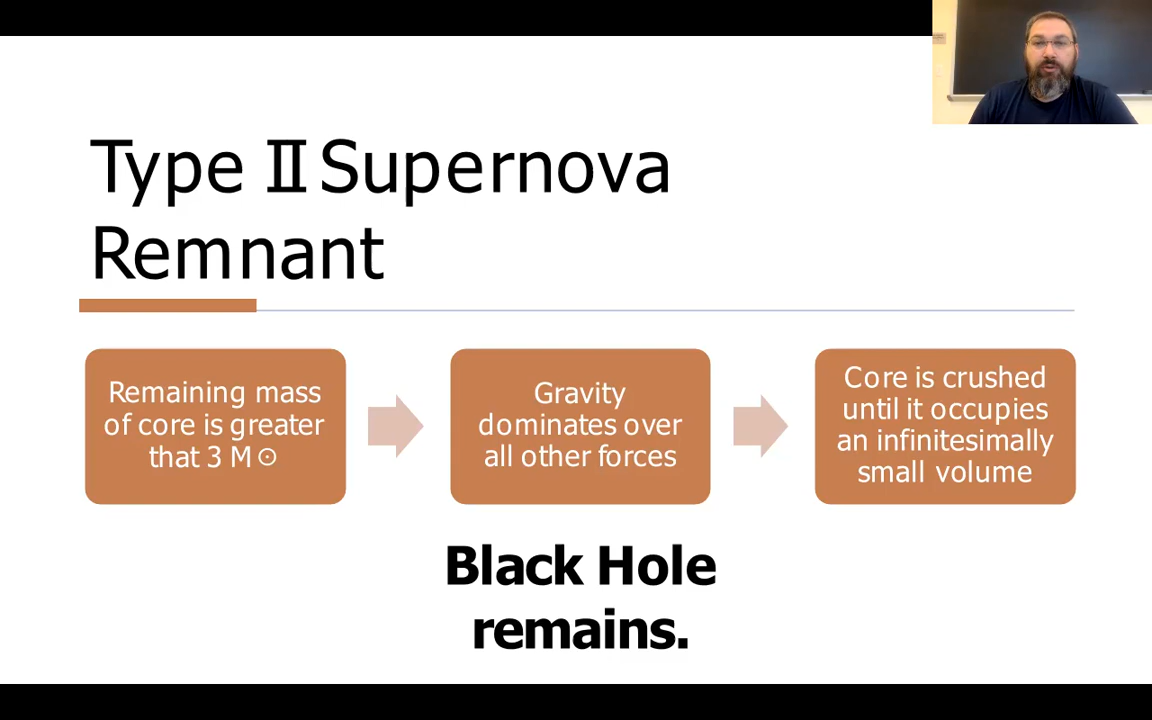 Type II Supernova
Remnant
Remaining mass
of core is greater
that 3 M☉
Gravity
dominates over
all other forces
Core is crushed
until it occupies
an infinitesimally
small volume
Black Hole
remains.